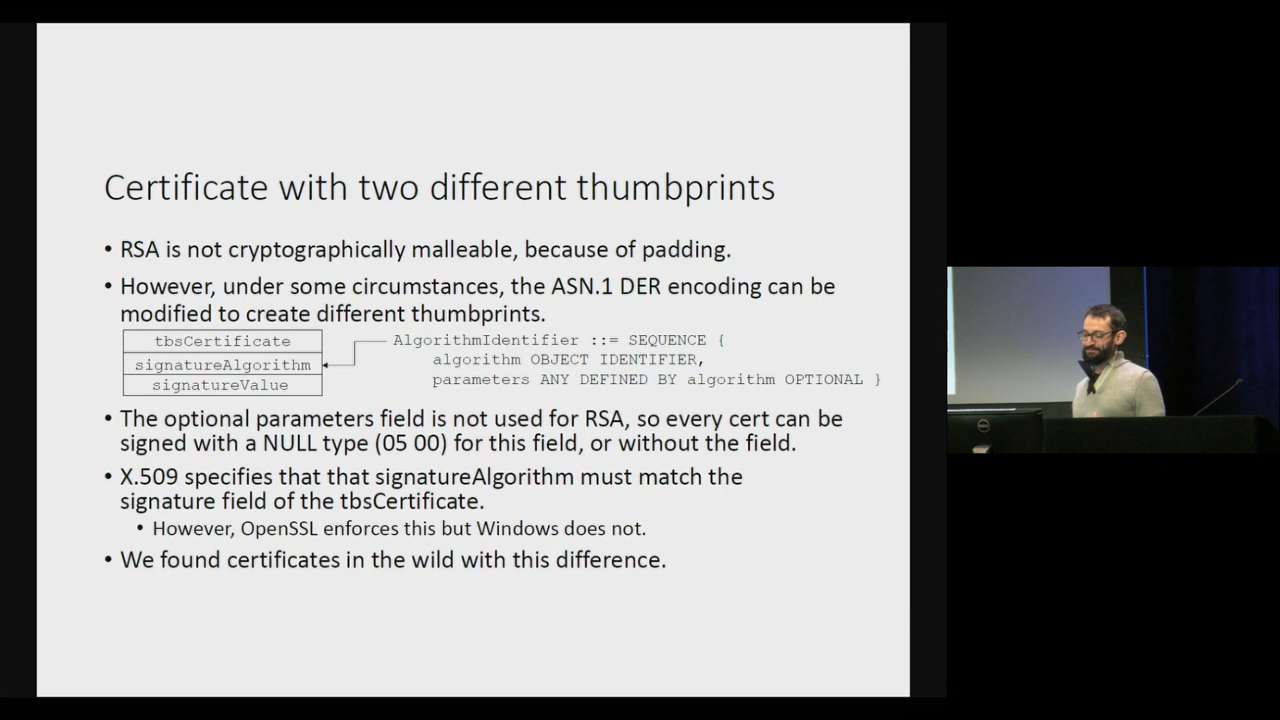 Certificate with two different thumbprints
• RSA is not cryptographically malleable, because of padding.
• However, under some circumstances, the ASN.1 DER encoding can be
modified to create different thumbprints.
tbsCertificate
signatureAlgorithm
signatureValue
AlgorithmIdentifier ::= SEQUENCE {
algorithm OBJECT IDENTIFIER,
parameters ANY DEFINED BY algorithm OPTIONAL }
• The optional parameters field is not used for RSA, so every cert can be
signed with a NULL type (05 00) for this field, or without the field.
• X.509 specifies that that signatureAlgorithm must match the
signature field of the tbsCertificate.
• However, OpenSSL enforces this but Windows does not.
• We found certificates in the wild with this difference.
DELL